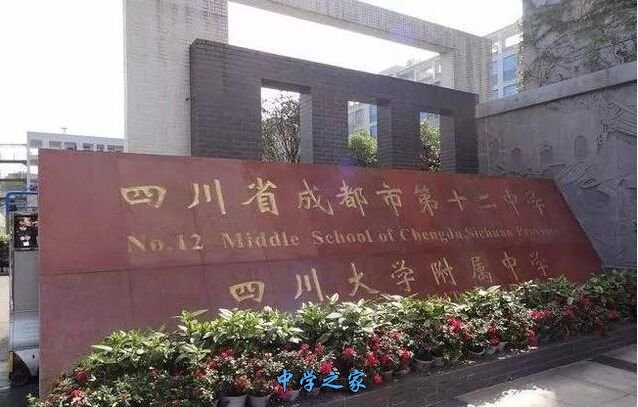 四川省成都市第十二中学
No.12 Middle School of Chengdu,Sichuan Province
四川大学附属中学
中学之家